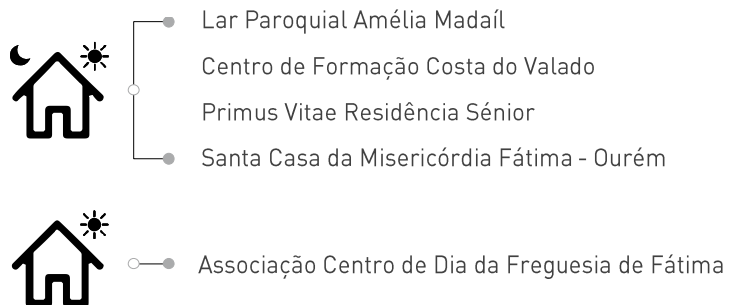 Lar Paroquial Amélia Madaíl
Centro de Formação Costa do Valado
Primus Vitae Residência Sénior
Santa Casa da Misericórdia Fátima - Ourém
Associação Centro de Dia da Freguesia de Fátima